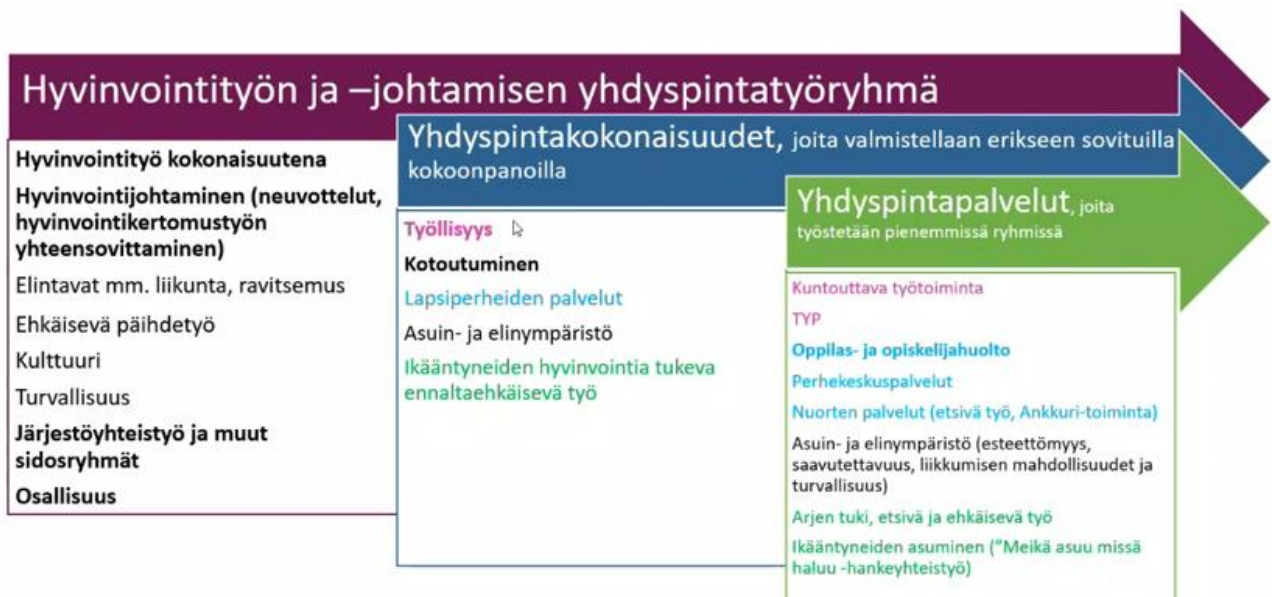 Hyvinvointityön ja –johtamisen yhdyspintatyöryhmä
Hyvinvointityö kokonaisuutena
Hyvinvointijohtaminen (neuvottelut,
hyvinvointikertomustyön
yhteensovittaminen)
Elintavat mm. liikunta, ravitsemus
Ehkäisevä päihdetyö
Kulttuuri
Turvallisuus
Järjestöyhteistyö ja muut
sidosryhmät
Osallisuus
Yhdyspintakokonaisuudet, joita valmistellaan erikseen sovituilla
kokoonpanoilla
Työllisyys
Kotoutuminen
Lapsiperheiden palvelut
Asuin- ja elinympäristö
Ikääntyneiden hyvinvointia tukeva
ennaltaehkäisevä työ
Yhdyspintapalvelut, joita
työstetään pienemmissä ryhmissä
Kuntouttava työtoiminta
TYP
Oppilas- ja opiskelijahuolto
Perhekeskuspalvelut
Nuorten palvelut (etsivä työ, Ankkuri-toiminta)
Asuin- ja elinympäristö (esteettömyys,
saavutettavuus, liikkumisen mahdollisuudet ja
turvallisuus)
Arjen tuki, etsivä ja ehkäisevä työ
Ikääntyneiden asuminen ("Meikä asuu missä
haluu -hankeyhteistyö)